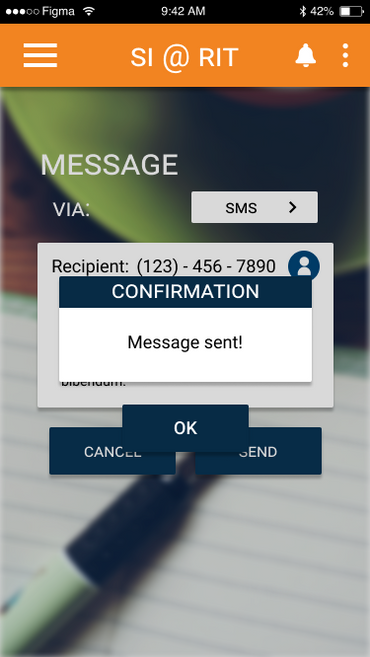 Figma 9:42 AM 42%
SI @ RIT
MESSAGE
VIA: SMS
Recipient: (123) - 456 - 7890
CONFIRMATION
Message sent!
bibendum.
OK
CANCEL SEND